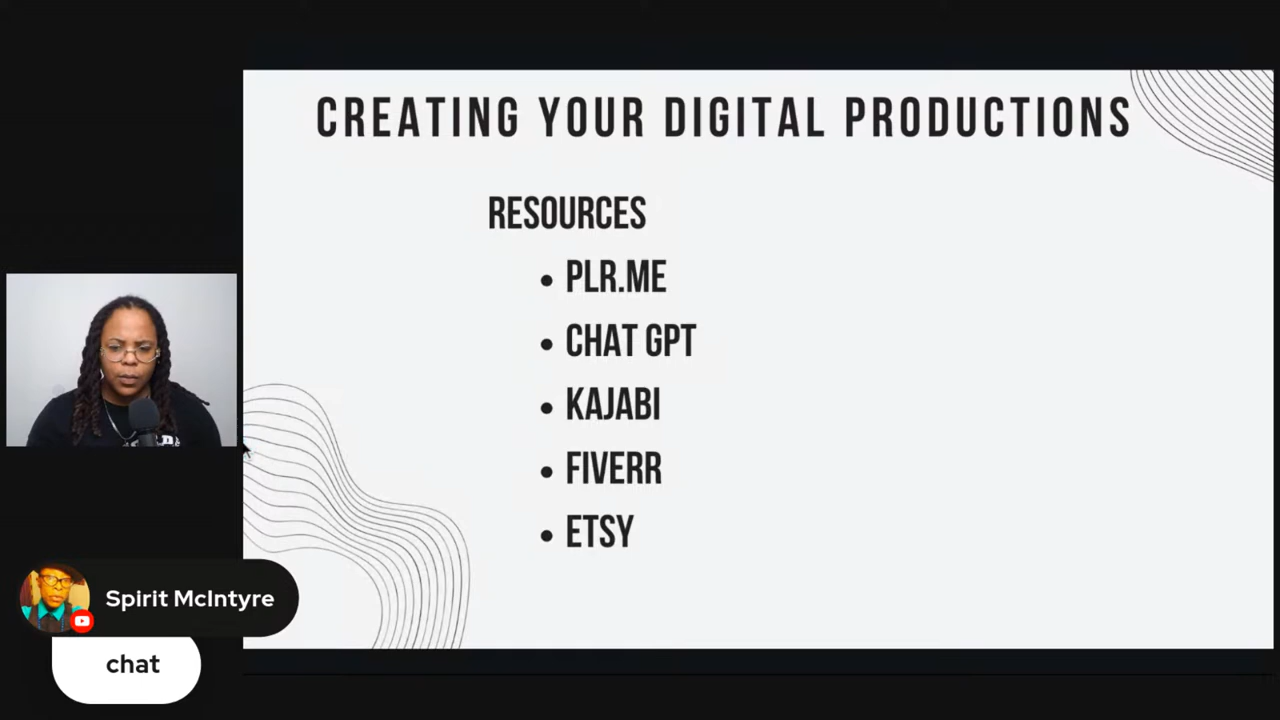 CREATING YOUR DIGITAL PRODUCTIONS
RESOURCES
• PLR.ME
• CHAT GPT
• KAJABI
• FIVERR
• ETSY
Spirit McIntyre
chat